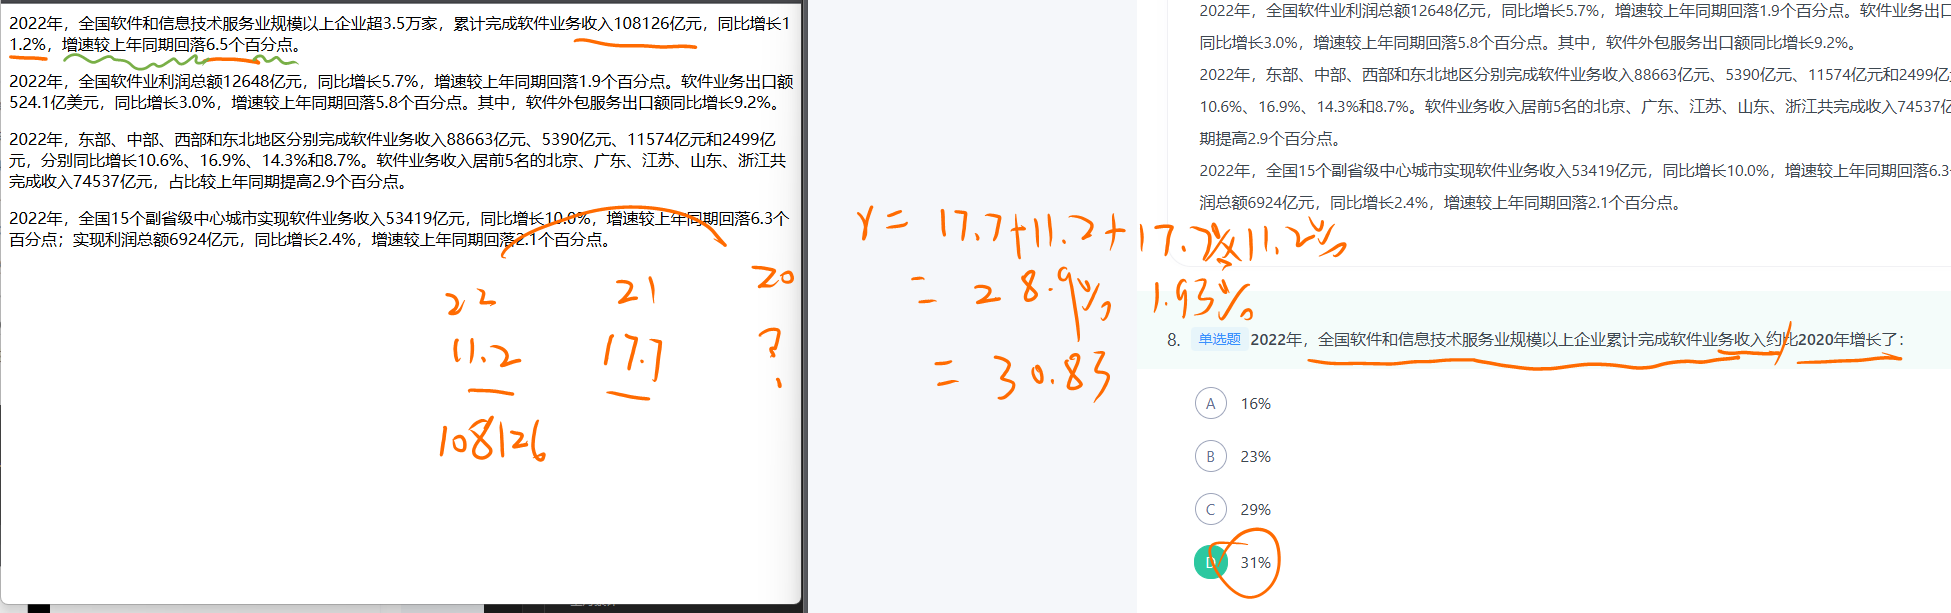 2022年，全国软件和信息技术服务业规模以上企业超3.5万家，累计完成软件业务收入108126亿元，同比增长1
1.2%，增速较上年同期回落6.5个百分点。
2022年，全国软件业利润总额12648亿元，同比增长5.7%，增速较上年同期回落1.9个百分点。软件业务出口额
524.1亿美元，同比增长3.0%，增速较上年同期回落5.8个百分点。其中，软件外包服务出口额同比增长9.2%。
2022年，东部、中部、西部和东北地区分别完成软件业务收入88663亿元、5390亿元、11574亿元和2499亿
元，分别同比增长10.6%、16.9%、14.3%和8.7%。软件业务收入居前5名的北京、广东、江苏、山东、浙江共
完成收入74537亿元，占比较上年同期提高2.9个百分点。
2022年，全国15个副省级中心城市实现软件业务收入53419亿元，同比增长10.0%，增速较上年同期回落6.3个
百分点；实现利润总额6924亿元，同比增长2.4%，增速较上年同期回落2.1个百分点。
22 21 20
11.2 17.7 ?
108126
r = 17.7+11.2+17.7%×11.2%
= 28.9% 1.93%
= 30.83
2022年，全国软件业利润总额12648亿元，同比增长5.7%，增速较上年同期回落1.9个百分点。软件业务出口
同比增长3.0%，增速较上年同期回落5.8个百分点。其中，软件外包服务出口额同比增长9.2%。
2022年，东部、中部、西部和东北地区分别完成软件业务收入88663亿元、5390亿元、11574亿元和2499亿
10.6%、16.9%、14.3%和8.7%。软件业务收入居前5名的北京、广东、江苏、山东、浙江共完成收入74537亿
期提高2.9个百分点。
2022年，全国15个副省级中心城市实现软件业务收入53419亿元，同比增长10.0%，增速较上年同期回落6.3
润总额6924亿元，同比增长2.4%，增速较上年同期回落2.1个百分点。
8. 单选题 2022年，全国软件和信息技术服务业规模以上企业累计完成软件业务收入约比2020年增长了：
A 16%
B 23%
C 29%
D 31%